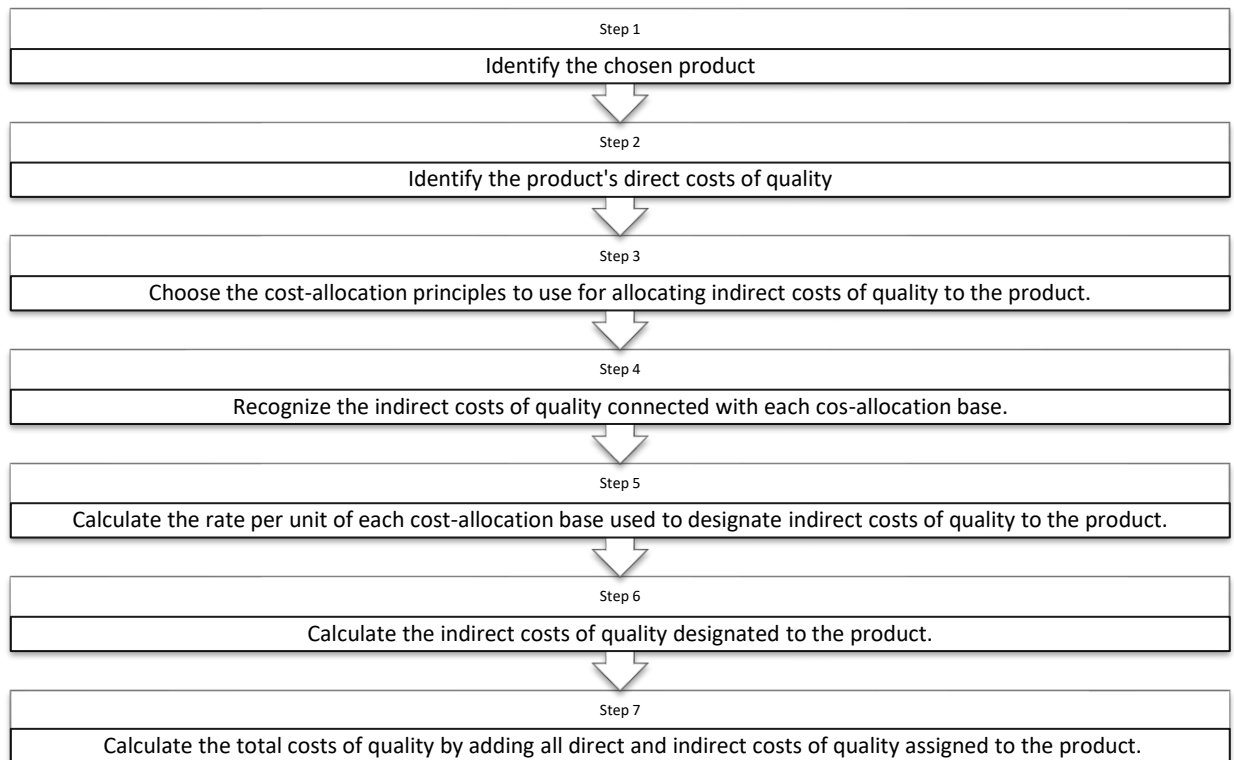 Step 1
Identify the chosen product
Step 2
Identify the product's direct costs of quality
Step 3
Choose the cost-allocation principles to use for allocating indirect costs of quality to the product.
Step 4
Recognize the indirect costs of quality connected with each cos-allocation base.
Step 5
Calculate the rate per unit of each cost-allocation base used to designate indirect costs of quality to the product.
Step 6
Calculate the indirect costs of quality designated to the product.
Step 7
Calculate the total costs of quality by adding all direct and indirect costs of quality assigned to the product.